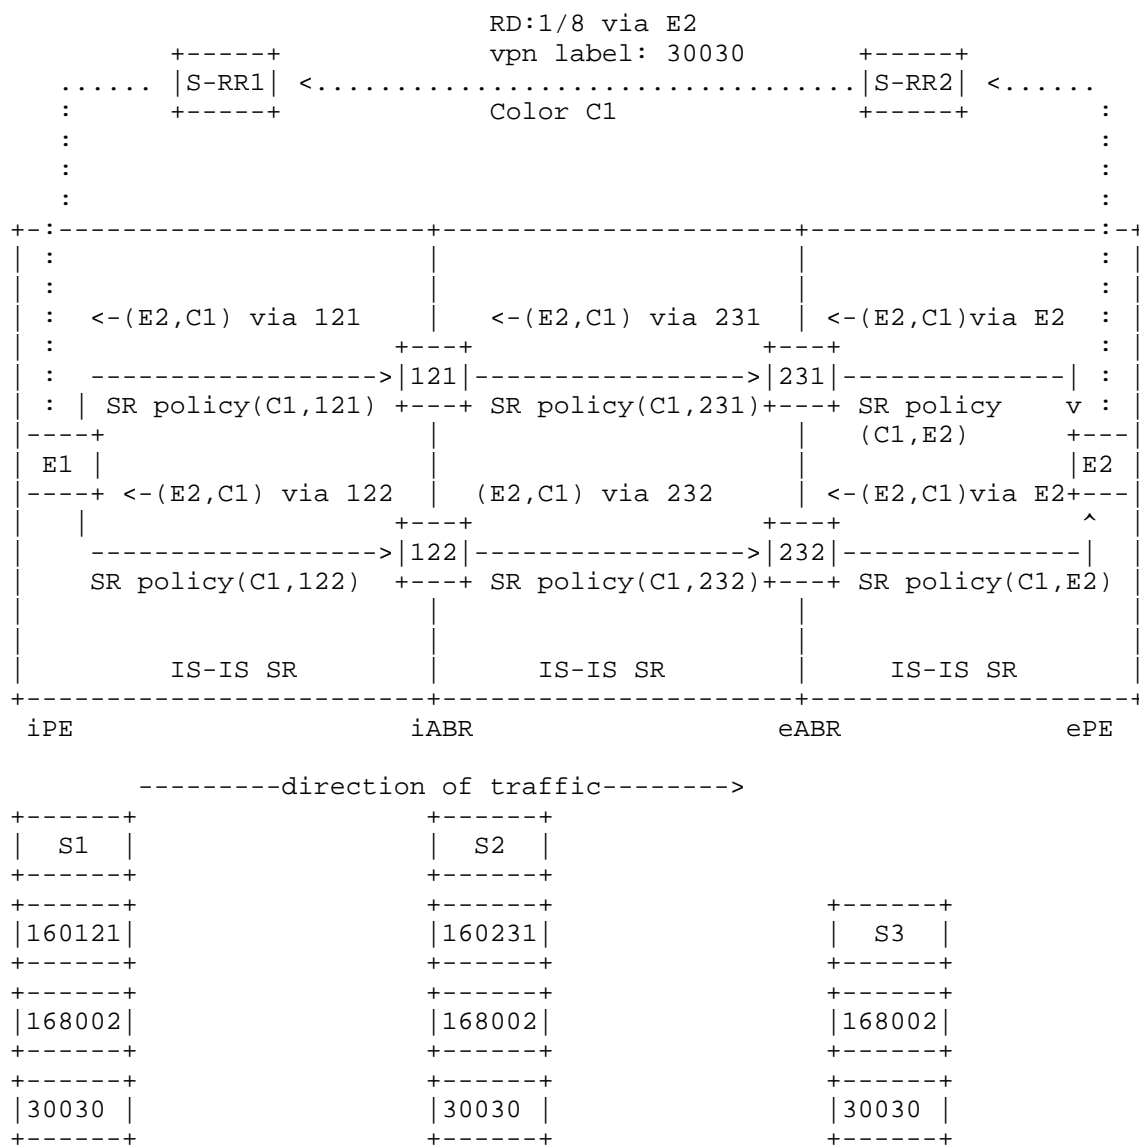 RD:1/8 via E2
+-----+ vpn label: 30030 +-----+
...... |S-RR1| <..................................|S-RR2| <......
: +-----+ Color C1 +-----+ :
: :
: :
: :
+-:-----------------------+----------------------+------------------:-+
| : | | : |
| : | | : |
| : <-(E2,C1) via 121 | <-(E2,C1) via 231 | <-(E2,C1)via E2 : |
| : +---+ +---+ : |
| : ------------------>|121|----------------->|231|--------------| : |
| : | SR policy(C1,121) +---+ SR policy(C1,231)+---+ SR policy v : |
|----+ | | (C1,E2) +---|
| E1 | | | |E2 |
|----+ <-(E2,C1) via 122 | (E2,C1) via 232 | <-(E2,C1)via E2+---|
| | +---+ +---+ ^ |
| ------------------>|122|----------------->|232|---------------| |
| SR policy(C1,122) +---+ SR policy(C1,232)+---+ SR policy(C1,E2) |
| | | |
| | | |
| IS-IS SR | IS-IS SR | IS-IS SR |
+-------------------------+----------------------+--------------------+
iPE iABR eABR ePE
---------direction of traffic-------->
+------+ +------+
| S1 | | S2 |
+------+ +------+
+------+ +------+ +------+
|160121| |160231| | S3 |
+------+ +------+ +------+
+------+ +------+ +------+
|168002| |168002| |168002|
+------+ +------+ +------+
+------+ +------+ +------+
|30030 | |30030 | |30030 |
+------+ +------+ +------+